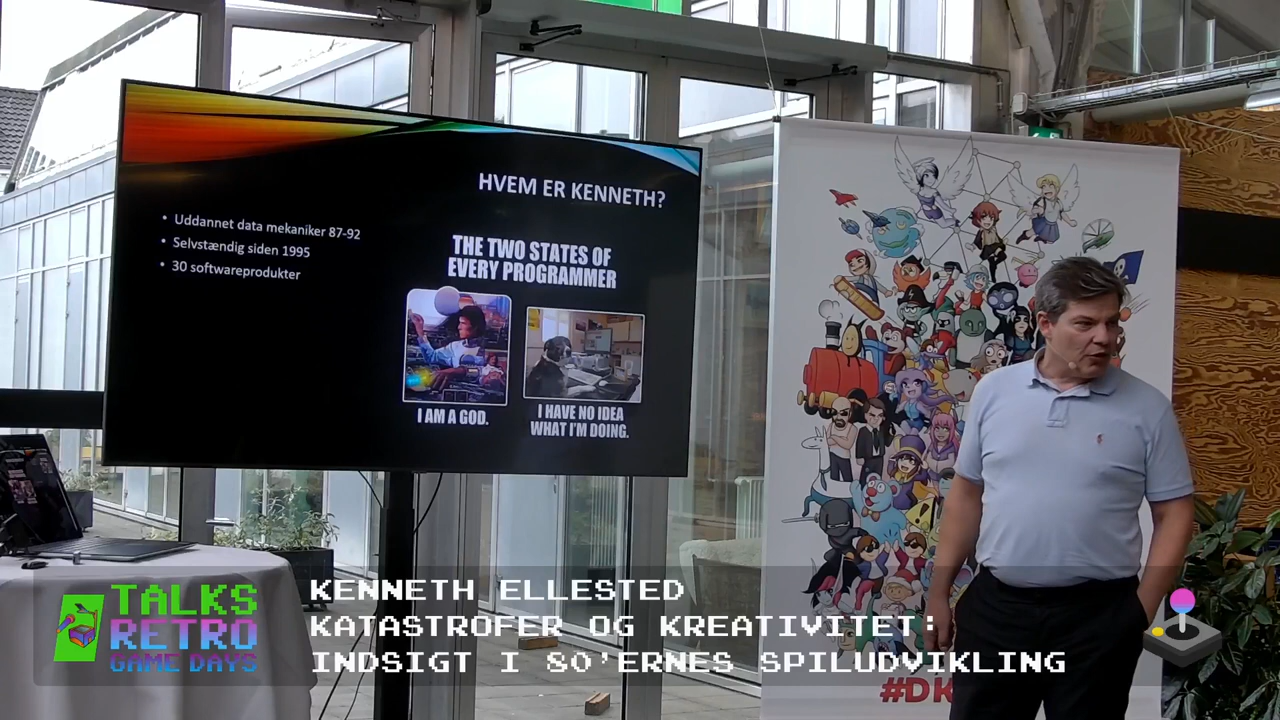 HVEM ER KENNETH?
• Uddannet data mekaniker 87-92
• Selvstændig siden 1995
• 30 softwareprodukter
THE TWO STATES OF
EVERY PROGRAMMER
I AM A GOD.
I HAVE NO IDEA
WHAT I'M DOING.
TALKS
RETRO
GAME DAYS
KENNETH ELLESTED
KATASTROFER OG KREATIVITET:
INDSIGT I 80'ERNES SPILUDVIKLING
#DK